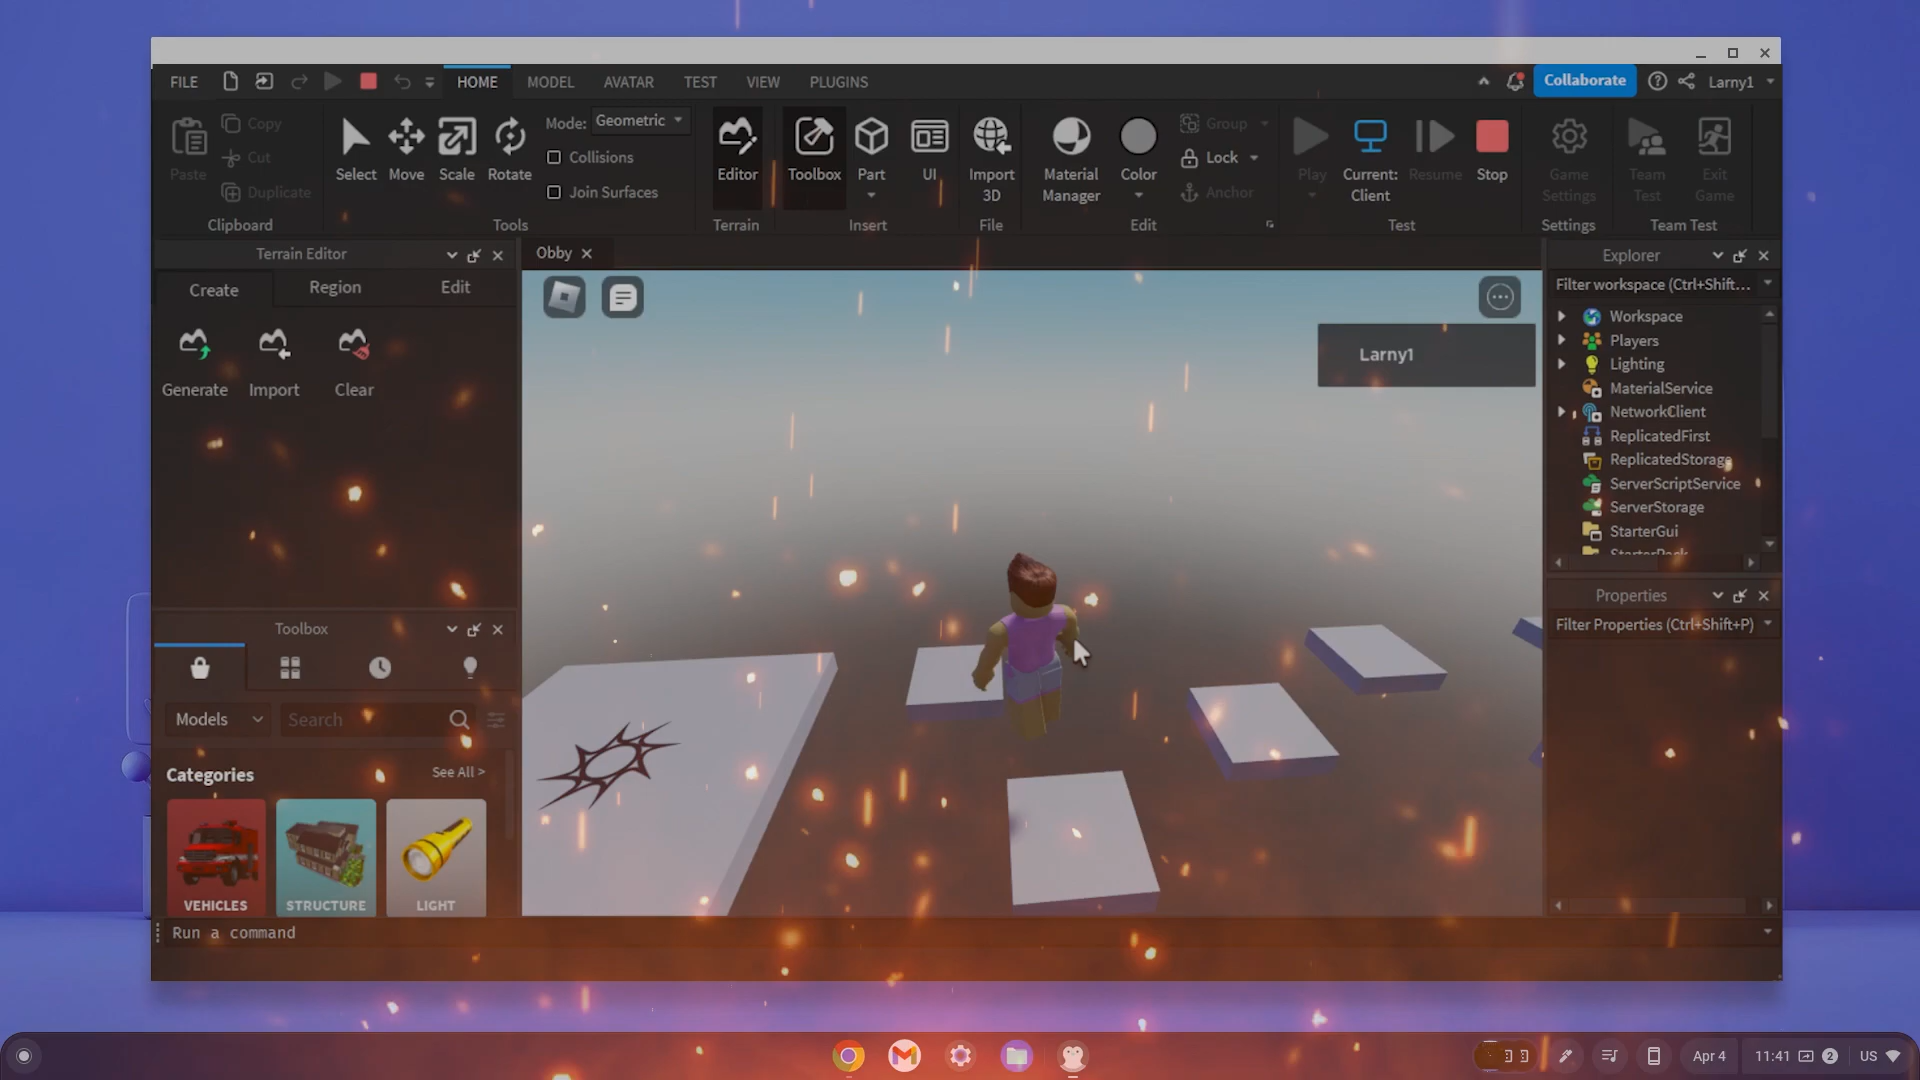 FILE HOME MODEL AVATAR TEST VIEW PLUGINS Collaborate Larny1
Paste Copy Cut Duplicate
Clipboard
Select Move Scale Rotate
Mode: Geometric
Collisions
Join Surfaces
Tools
Editor
Terrain
Toolbox Part UI
Insert
Import 3D
File
Material Manager Color
Group
Lock
Anchor
Edit
Play Current: Client Resume Stop
Test
Game Settings
Settings
Team Test Exit Game
Team Test
Terrain Editor
Create Region Edit
Generate Import Clear
Toolbox
Models Search
Categories See All >
VEHICLES STRUCTURE LIGHT
Obby
Larny1
Explorer
Filter workspace (Ctrl+Shift...
Workspace
Players
Lighting
MaterialService
NetworkClient
ReplicatedFirst
ReplicatedStorage
ServerScriptService
ServerStorage
StarterGui
StarterPack
Properties
Filter Properties (Ctrl+Shift+P)
Run a command
Apr 4 11:41 2 US